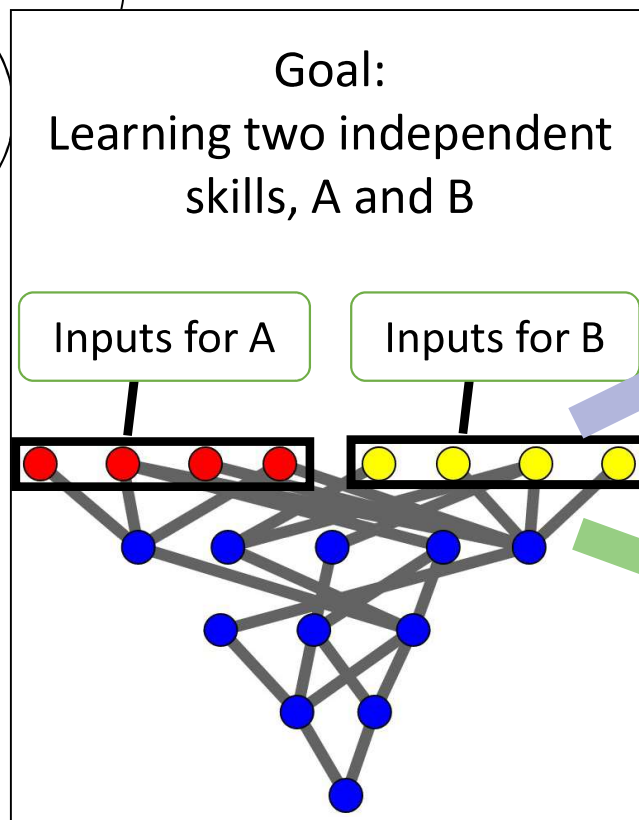 Goal:
Learning two independent
skills, A and B
Inputs for A
Inputs for B